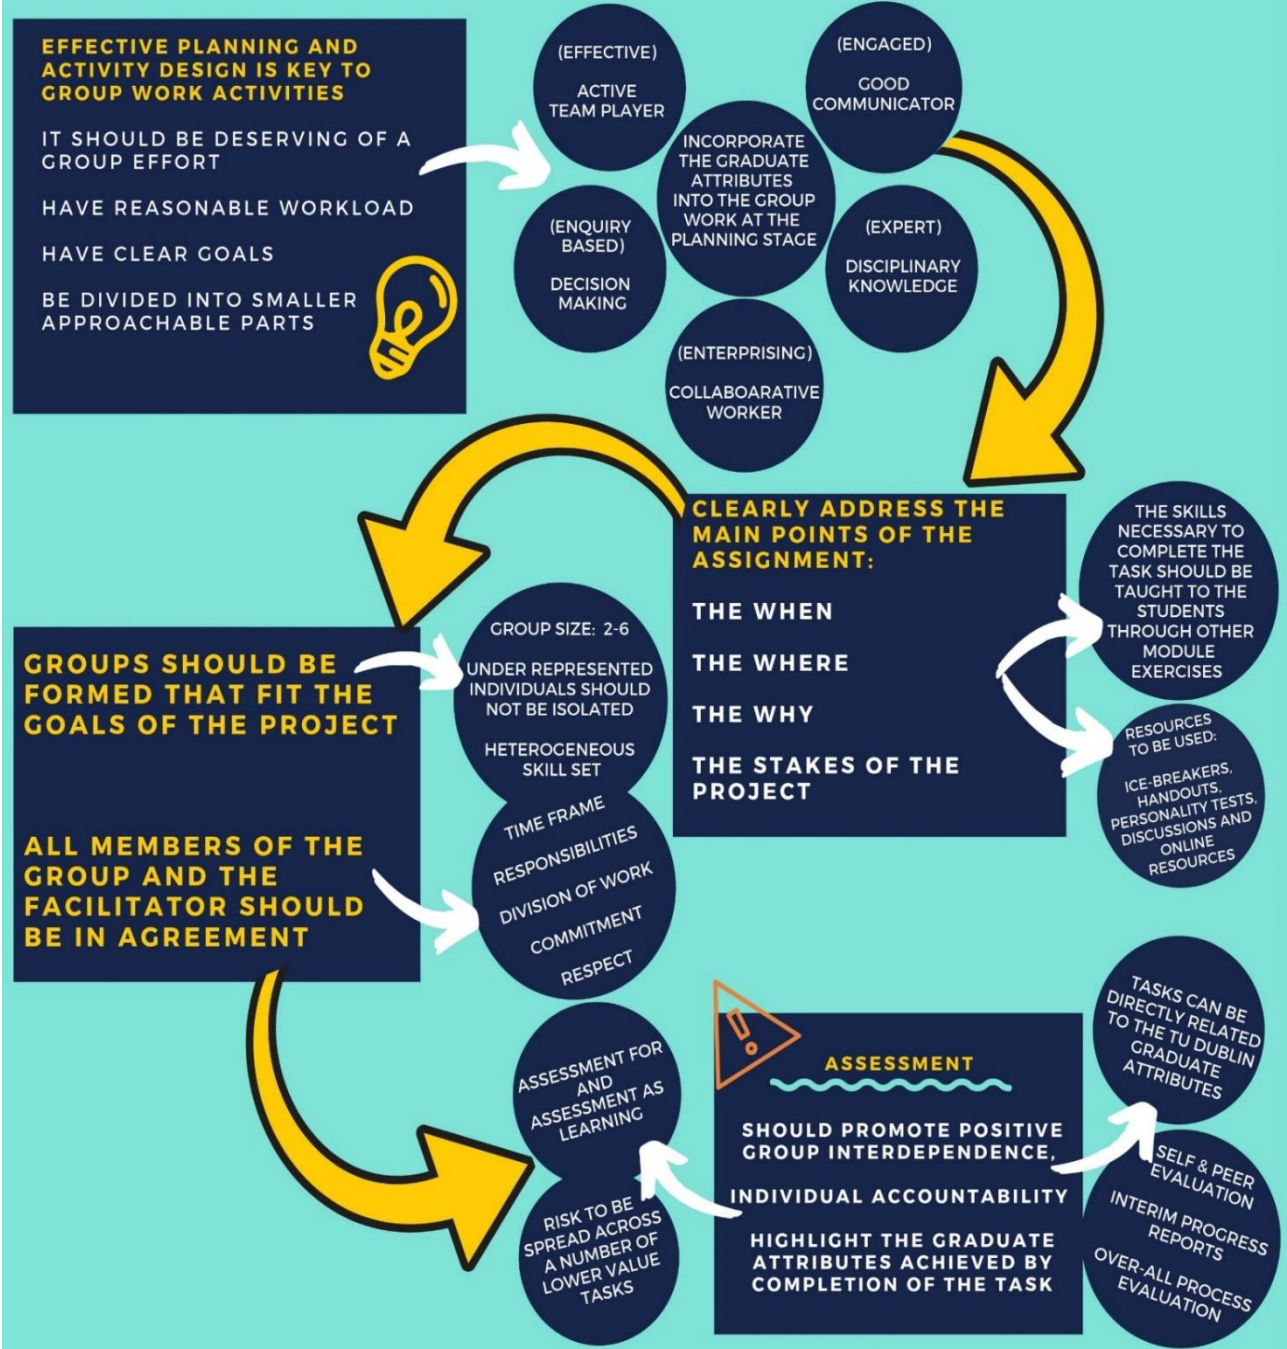 EFFECTIVE PLANNING AND
ACTIVITY DESIGN IS KEY TO
GROUP WORK ACTIVITIES
IT SHOULD BE DESERVING OF A
GROUP EFFORT
HAVE REASONABLE WORKLOAD
HAVE CLEAR GOALS
BE DIVIDED INTO SMALLER
APPROACHABLE PARTS
(EFFECTIVE)
ACTIVE
TEAM PLAYER
(ENGAGED)
GOOD
COMMUNICATOR
INCORPORATE
THE GRADUATE
ATTRIBUTES
INTO THE GROUP
WORK AT THE
PLANNING STAGE
(ENQUIRY
BASED)
DECISION
MAKING
(EXPERT)
DISCIPLINARY
KNOWLEDGE
(ENTERPRISING)
COLLABOARATIVE
WORKER
CLEARLY ADDRESS THE
MAIN POINTS OF THE
ASSIGNMENT:
THE WHEN
THE WHERE
THE WHY
THE STAKES OF THE
PROJECT
THE SKILLS
NECESSARY TO
COMPLETE THE
TASK SHOULD BE
TAUGHT TO THE
STUDENTS
THROUGH OTHER
MODULE
EXERCISES
RESOURCES
TO BE USED:
ICE-BREAKERS,
HANDOUTS,
PERSONALITY TESTS,
DISCUSSIONS AND
ONLINE
RESOURCES
GROUPS SHOULD BE
FORMED THAT FIT THE
GOALS OF THE PROJECT
GROUP SIZE: 2-6
UNDER REPRESENTED
INDIVIDUALS SHOULD
NOT BE ISOLATED
HETEROGENEOUS
SKILL SET
ALL MEMBERS OF THE
GROUP AND THE
FACILITATOR SHOULD
BE IN AGREEMENT
TIME FRAME
RESPONSIBILITIES
DIVISION OF WORK
COMMITMENT
RESPECT
ASSESSMENT FOR
AND
ASSESSMENT AS
LEARNING
RISK TO BE
SPREAD ACROSS
A NUMBER OF
LOWER VALUE
TASKS
ASSESSMENT
SHOULD PROMOTE POSITIVE
GROUP INTERDEPENDENCE,
INDIVIDUAL ACCOUNTABILITY
HIGHLIGHT THE GRADUATE
ATTRIBUTES ACHIEVED BY
COMPLETION OF THE TASK
TASKS CAN BE
DIRECTLY RELATED
TO THE TU DUBLIN
GRADUATE
ATTRIBUTES
SELF & PEER
EVALUATION
INTERIM PROGRESS
REPORTS
OVER-ALL PROCESS
EVALUATION